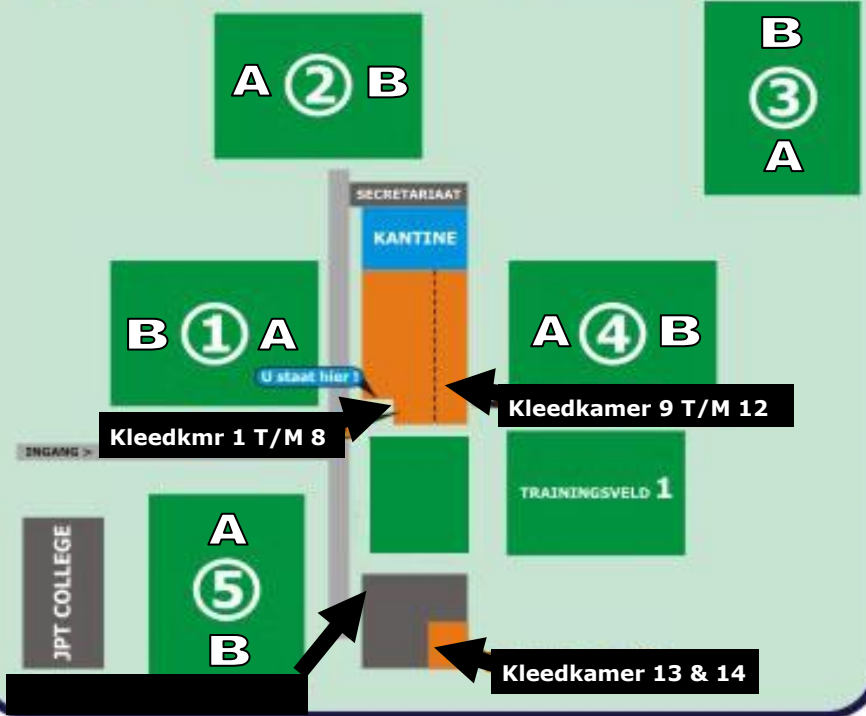 B
A ② B
③
A
SECRETARIAAT
KANTINE
B ① A
A ④ B
U staat hier !
Kleedkamer 9 T/M 12
Kleedkmr 1 T/M 8
INGANG >
TRAININGSVELD 1
JPT COLLEGE
A
⑤
B
Kleedkamer 13 & 14